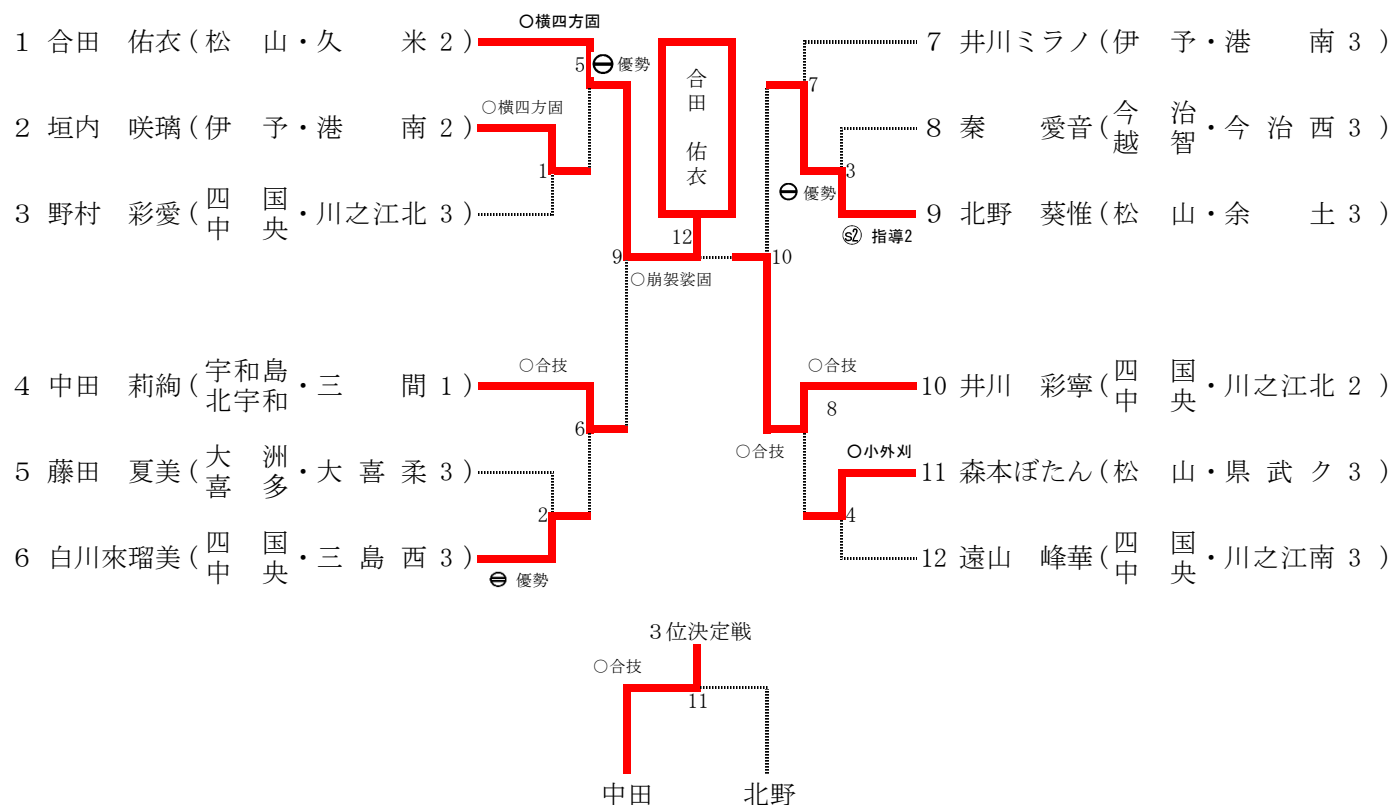 ○横四方固
1 合田　佑衣（松　山・久　　米 2）
5 ⊖優勢
○横四方固
2 垣内　咲璃（伊　予・港　　南 2）
1
3 野村　彩愛（四国中央・川之江北 3）
合田　佑衣
12
9
○崩袈裟固
○合技
4 中田　莉絢（宇和島北宇和・三　　間 1）
6
5 藤田　夏美（大洲喜多・大 喜 柔 3）
2
6 白川來瑠美（四国中央・三 島 西 3）
⊖ 優勢
7 井川ミラノ（伊　予・港　　南 3）
7
8 秦　　愛音（今治越智・今 治 西 3）
3
⊖ 優勢
9 北野　葵惟（松　山・余　　土 3）
S2 指導2
10
○合技
10 井川　彩寧（四国中央・川之江北 2）
8
○合技
○小外刈
11 森本ぼたん（松　山・県 武 ク 3）
4
12 遠山　峰華（四国中央・川之江南 3）
３位決定戦
○合技
11
中田
北野